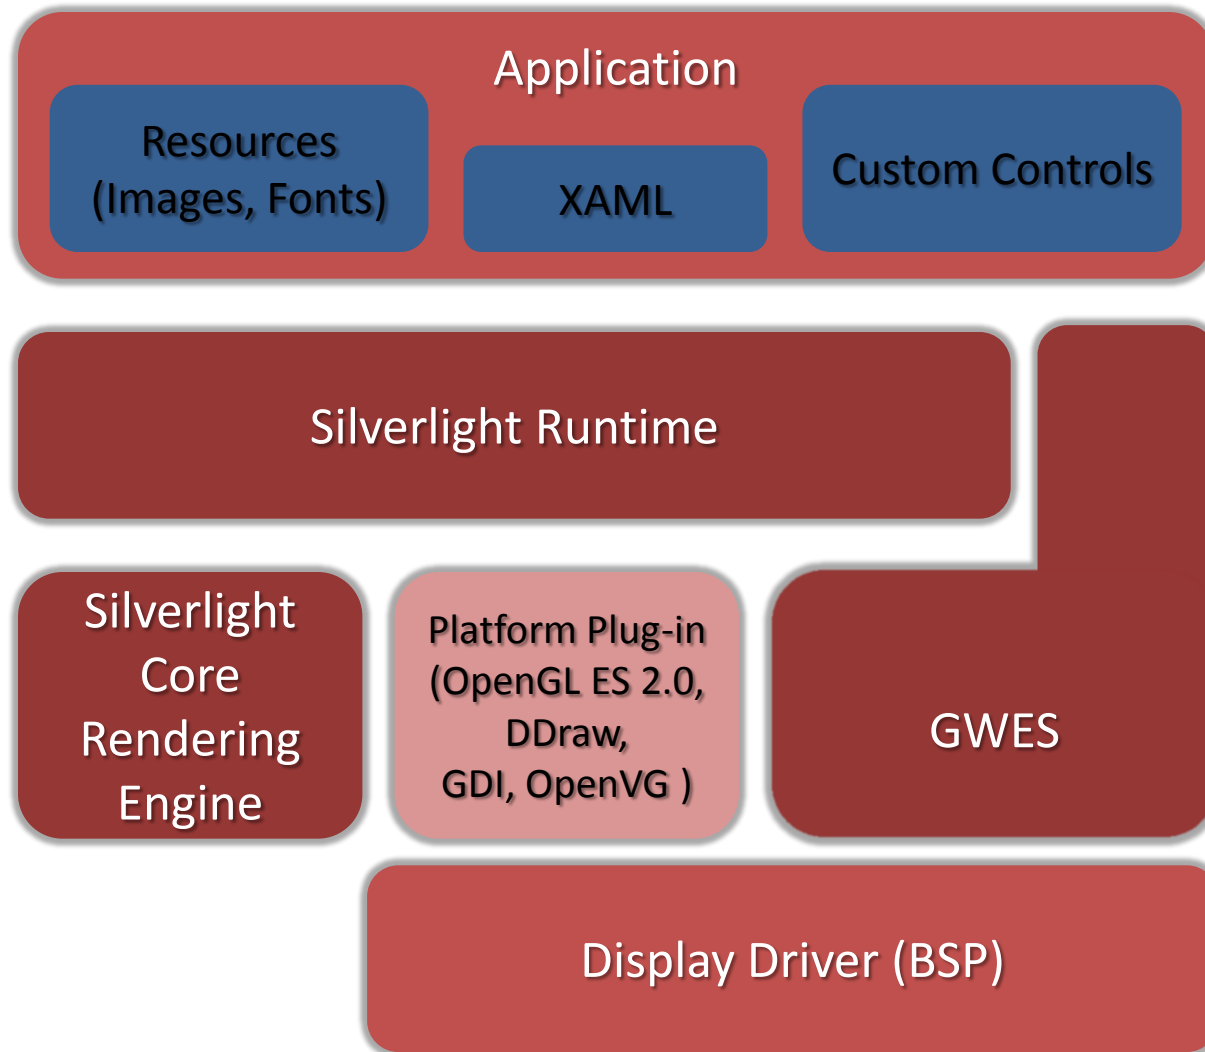 Application
Resources
(Images, Fonts)
XAML
Custom Controls
Silverlight Runtime
Silverlight
Core
Rendering
Engine
Platform Plug-in
(OpenGL ES 2.0,
DDraw,
GDI, OpenVG )
GWES
Display Driver (BSP)